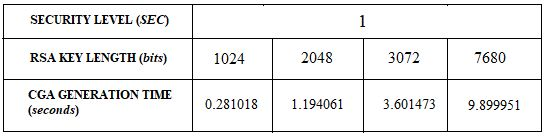 SECURITY LEVEL (SEC) 1
RSA KEY LENGTH (bits) 1024 2048 3072 7680
CGA GENERATION TIME
(seconds) 0.281018 1.194061 3.601473 9.899951